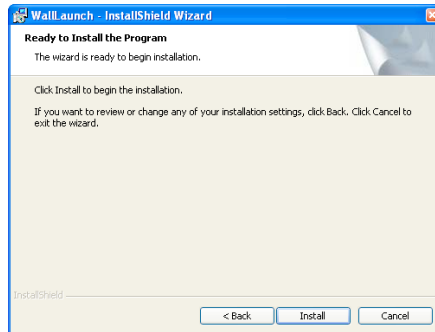 WallLaunch - InstallShield Wizard
Ready to Install the Program
The wizard is ready to begin installation.
Click Install to begin the installation.
If you want to review or change any of your installation settings, click Back. Click Cancel to
exit the wizard.
InstallShield
< Back Install Cancel